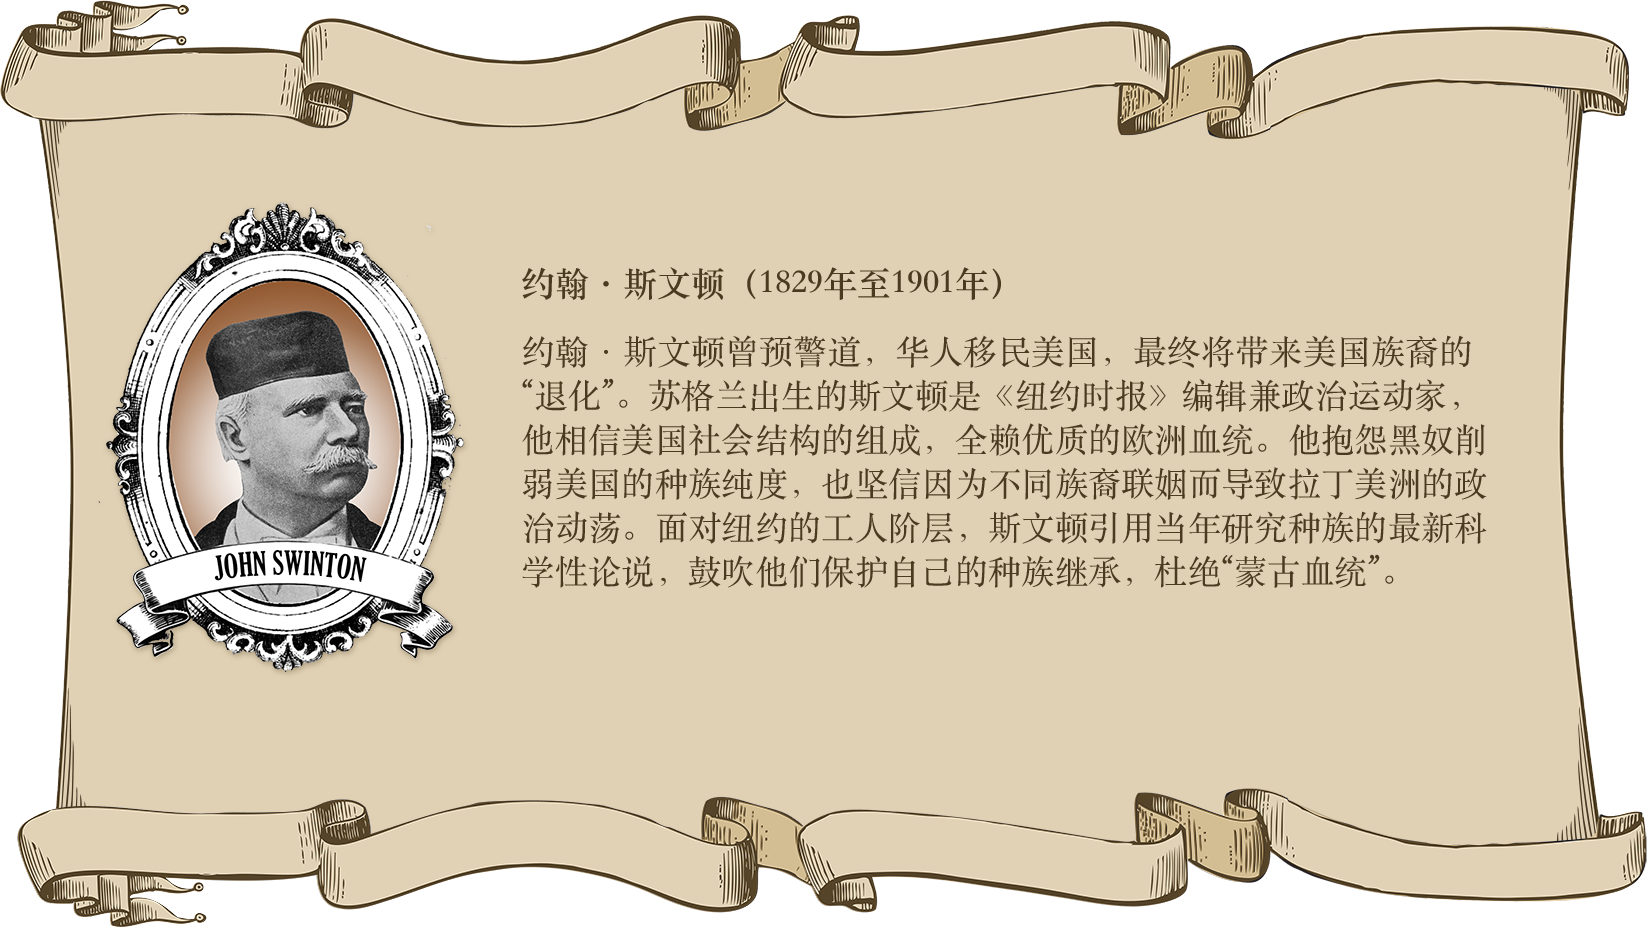 约翰·斯文顿（1829年至1901年）
约翰·斯文顿曾预警道，华人移民美国，最终将带来美国族裔的
“退化”。苏格兰出生的斯文顿是《纽约时报》编辑兼政治运动家，
他相信美国社会结构的组成，全赖优质的欧洲血统。他抱怨黑奴削
弱美国的种族纯度，也坚信因为不同族裔联姻而导致拉丁美洲的政
治动荡。面对纽约的工人阶层，斯文顿引用当年研究种族的最新科
学性论说，鼓吹他们保护自己的种族继承，杜绝“蒙古血统”。
JOHN SWINTON